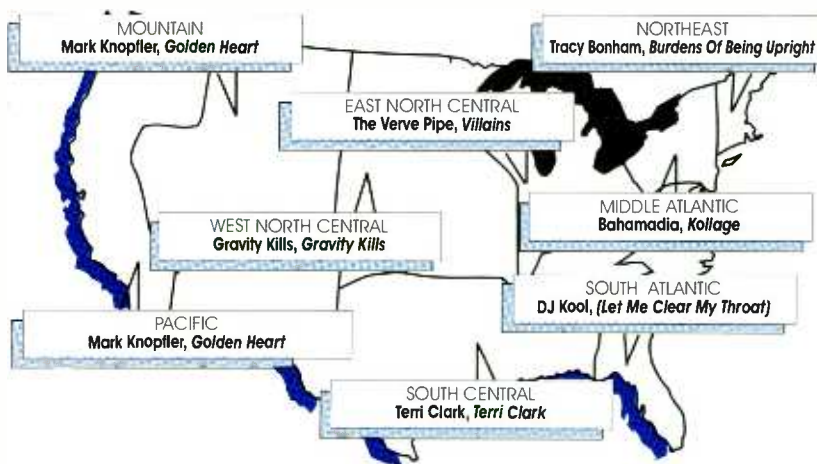 MOUNTAIN
Mark Knopfler, Golden Heart
NORTHEAST
Tracy Bonham, Burdens Of Being Upright
EAST NORTH CENTRAL
The Verve Pipe, Villains
MIDDLE ATLANTIC
Bahamadia, Kollage
WEST NORTH CENTRAL
Gravity Kills, Gravity Kills
SOUTH ATLANTIC
DJ Kool, (Let Me Clear My Throat)
PACIFIC
Mark Knopfler, Golden Heart
SOUTH CENTRAL
Terri Clark, Terri Clark